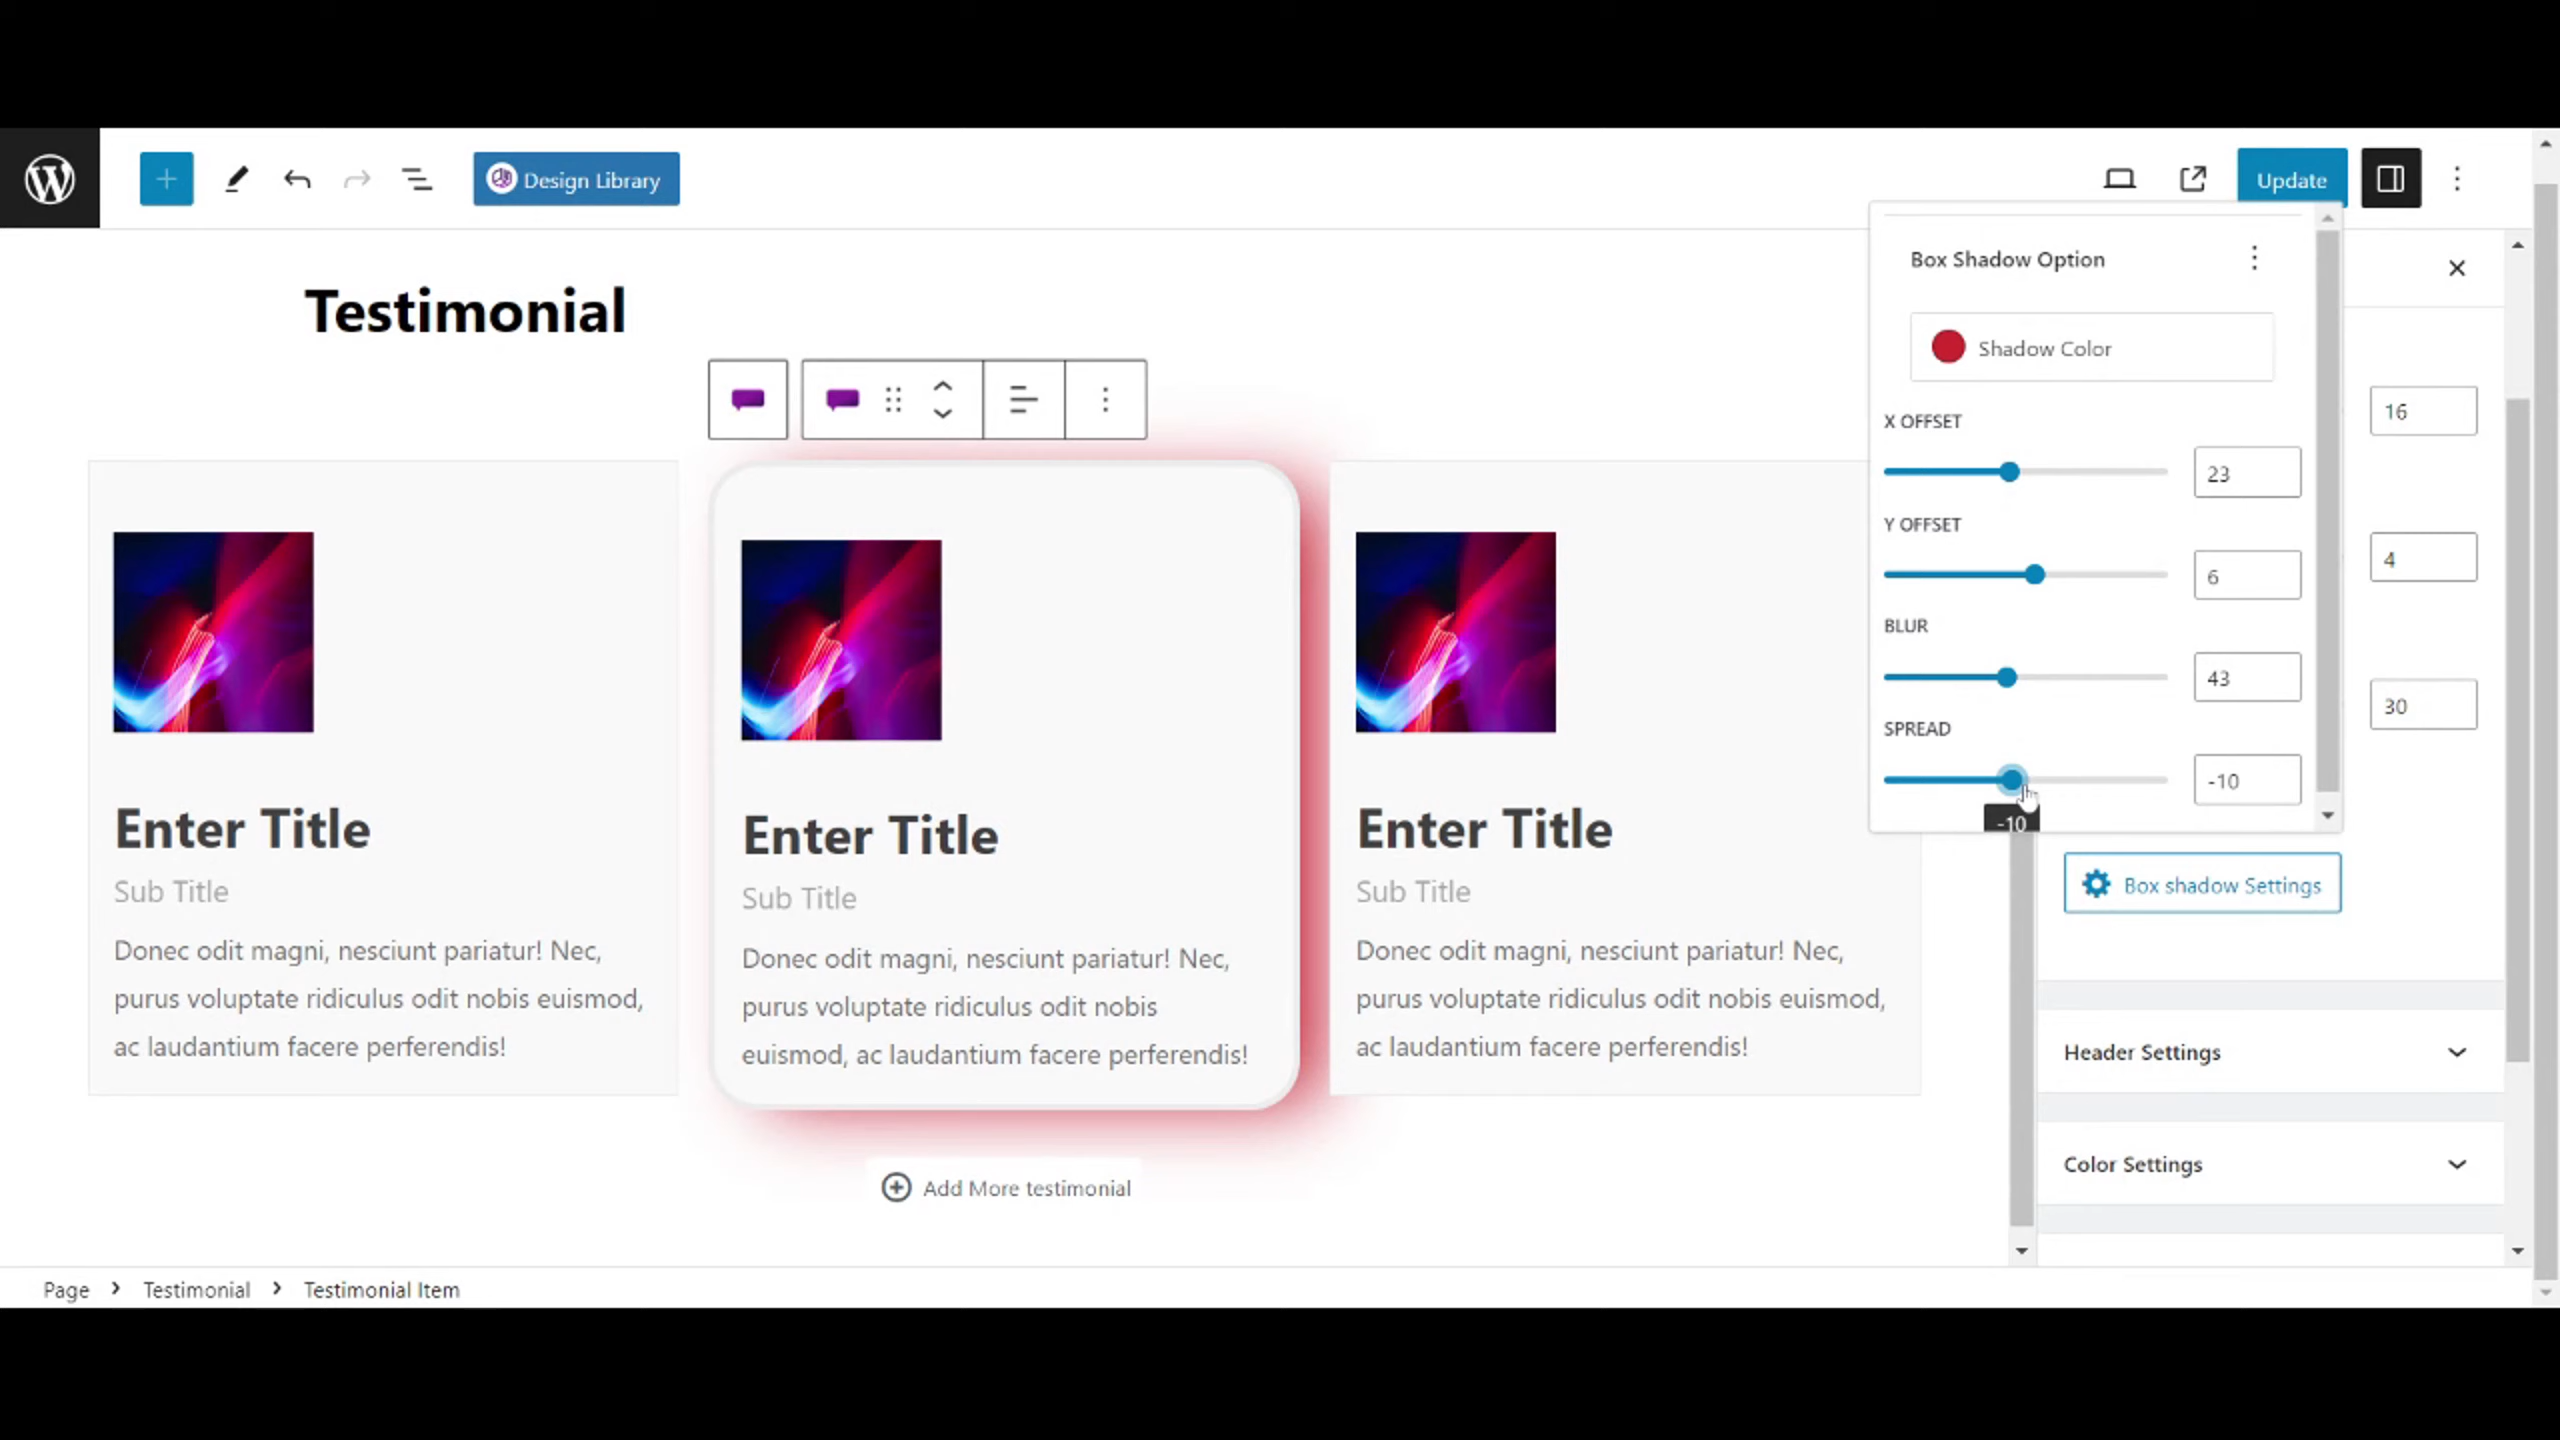 Design Library
Update
Testimonial
Box Shadow Option
Shadow Color
X OFFSET
23
Y OFFSET
6
BLUR
43
SPREAD
-10
-10
16
4
30
Box shadow Settings
Header Settings
Color Settings
Enter Title
Sub Title
Donec odit magni, nesciunt pariatur! Nec,
purus voluptate ridiculus odit nobis euismod,
ac laudantium facere perferendis!
Enter Title
Sub Title
Donec odit magni, nesciunt pariatur! Nec,
purus voluptate ridiculus odit nobis
euismod, ac laudantium facere perferendis!
Enter Title
Sub Title
Donec odit magni, nesciunt pariatur! Nec,
purus voluptate ridiculus odit nobis euismod,
ac laudantium facere perferendis!
Add More testimonial
Page
Testimonial
Testimonial Item